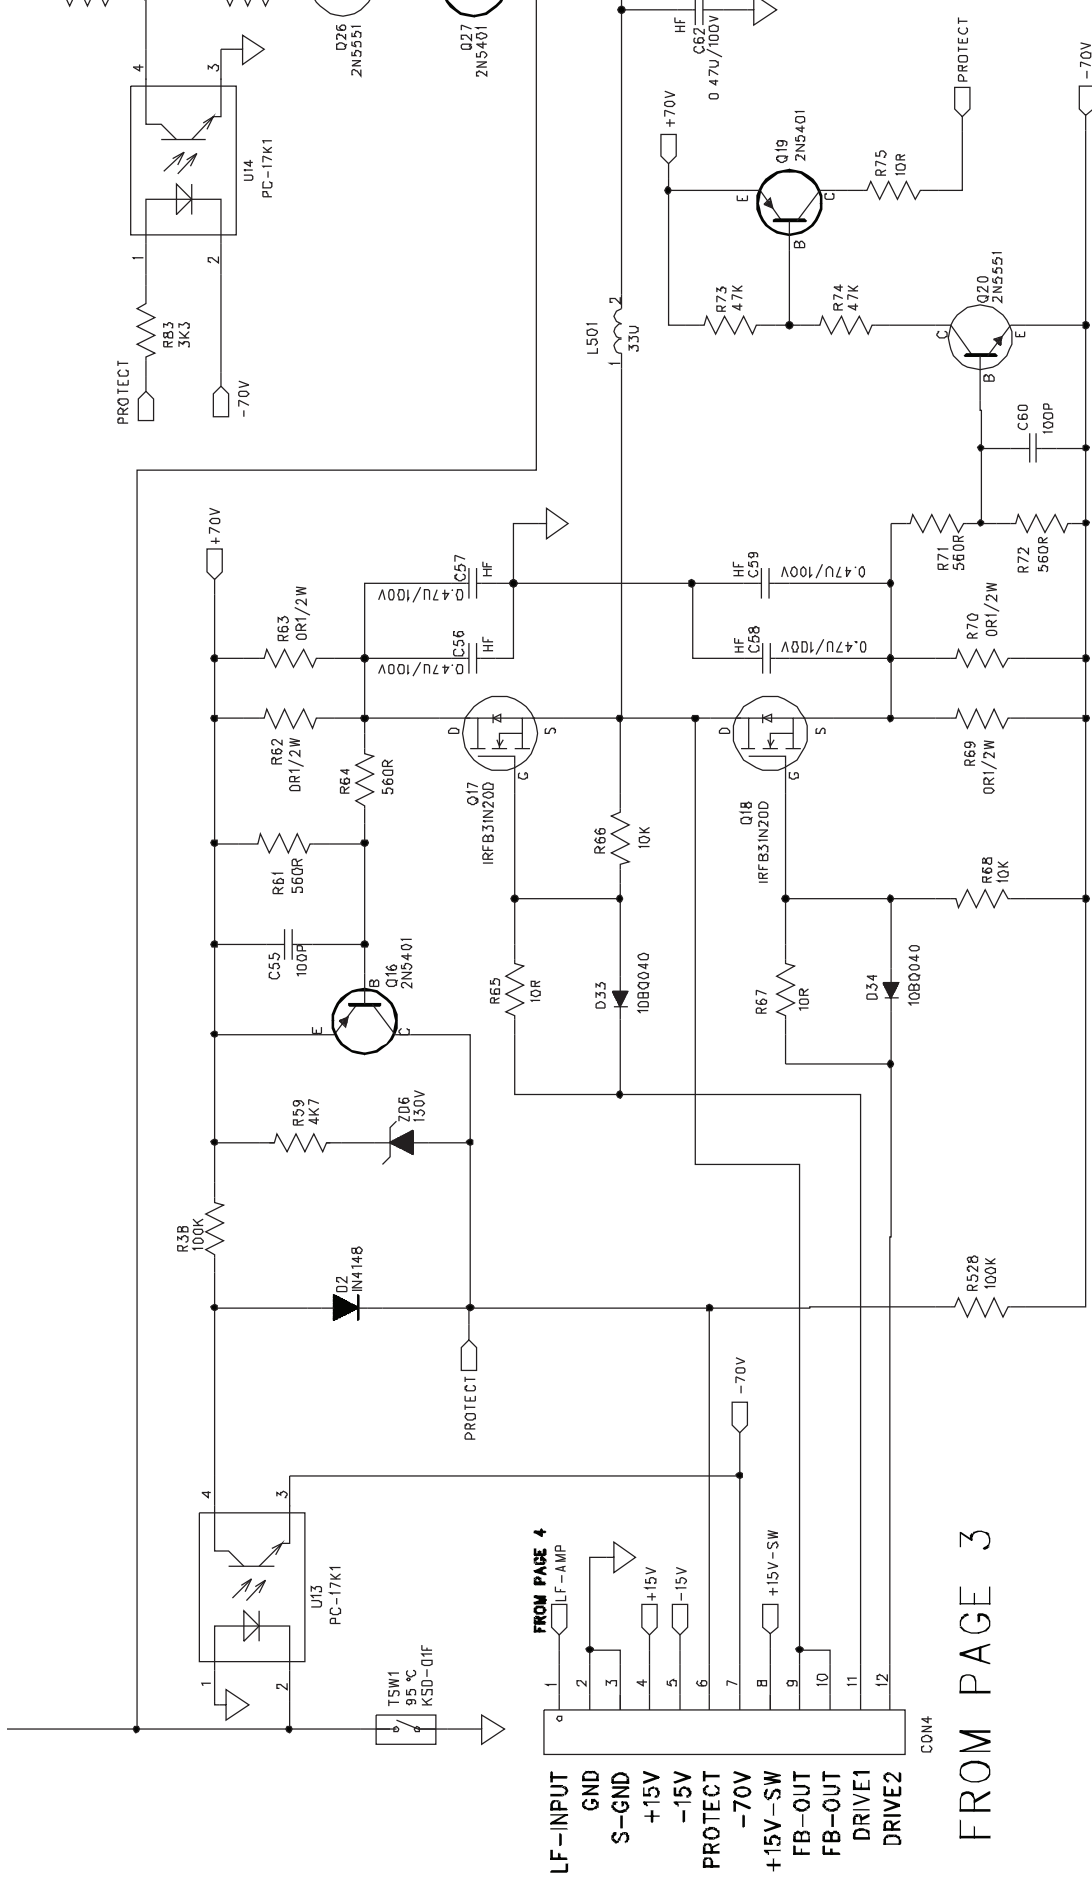 Q26
2N5551
Q27
2N5401
HF
C62
0.47U/100V
4
3
U14
PC-17K1
1
2
R83
3K3
PROTECT
-70V
+70V
Q19
2N5401
E
C
B
R75
10R
PROTECT
-70V
R73
47K
R74
47K
Q20
2N5551
C
E
B
L501
33U
1
2
C60
100P
R71
560R
R72
560R
+70V
R63
0R1/2W
R62
0R1/2W
C57
HF
0.47U/100V
C56
HF
0.47U/100V
HF
C59
0.47U/100V
HF
C58
0.47U/100V
R70
0R1/2W
R69
0R1/2W
R64
560R
R61
560R
C55
100P
Q16
2N5401
B
E
C
D
S
G
Q17
IRFB31N20D
D
S
G
Q18
IRFB31N20D
R66
10K
R68
10K
R65
10R
D33
10BQ040
R67
10R
D34
10BQ040
R59
4K7
ZD6
130V
R38
100K
D2
IN4148
PROTECT
R528
100K
-70V
4
3
U13
PC-17K1
1
2
TSW1
95 °C
KSD-01F
FROM PAGE 4
LF-AMP
+15V
-15V
+15V-SW
1
2
3
4
5
6
7
8
9
10
11
12
CON4
LF-INPUT
GND
S-GND
+15V
-15V
PROTECT
-70V
+15V-SW
FB-OUT
FB-OUT
DRIVE1
DRIVE2
FROM PAGE 3